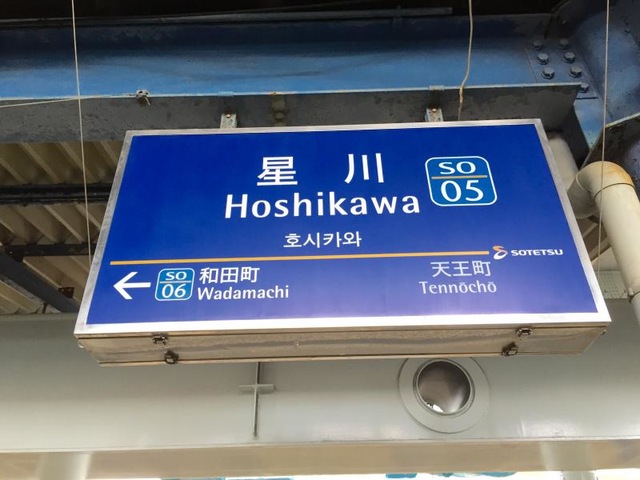 星川
SO
05
Hoshikawa
호시카와
SOTETSU
← SO 06 和田町
Wadamachi
天王町
Tennōchō